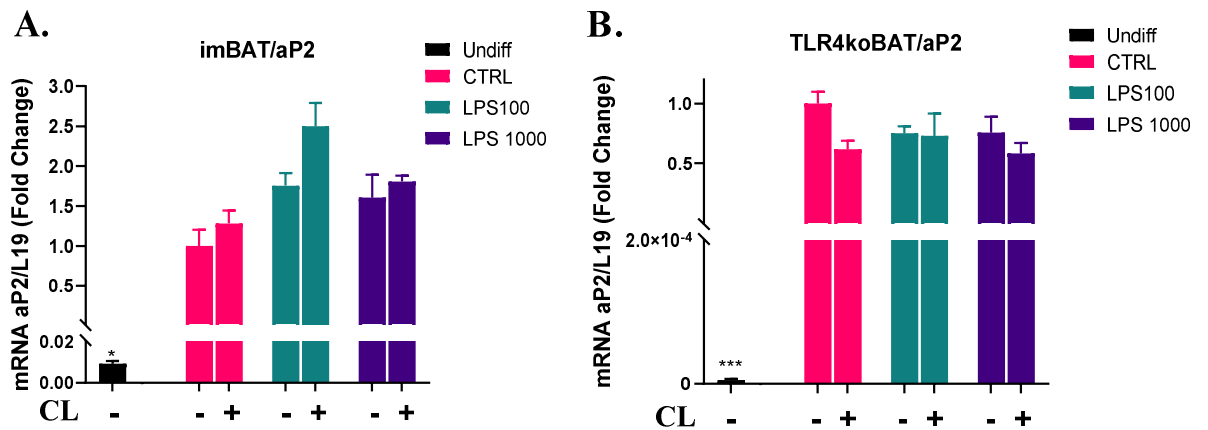 A.
imBAT/aP2
Undiff
CTRL
LPS100
LPS 1000
mRNA aP2/L19 (Fold Change)
3.0
2.5
2.0
1.5
1.0
0.5
0.02
0.00
*
CL - - + - + - +
B.
TLR4koBAT/aP2
Undiff
CTRL
LPS100
LPS 1000
mRNA aP2/L19 (Fold Change)
1.0
0.5
2.0×10-4
0
***
CL - - + - + - +